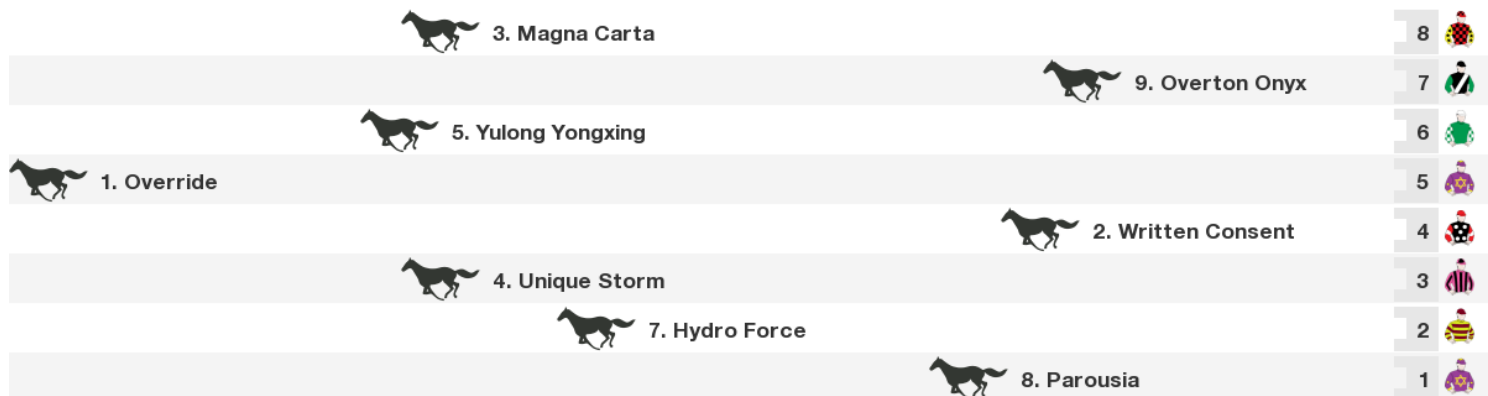 3. Magna Carta 8
9. Overton Onyx 7
5. Yulong Yongxing 6
1. Override 5
2. Written Consent 4
4. Unique Storm 3
7. Hydro Force 2
8. Parousia 1